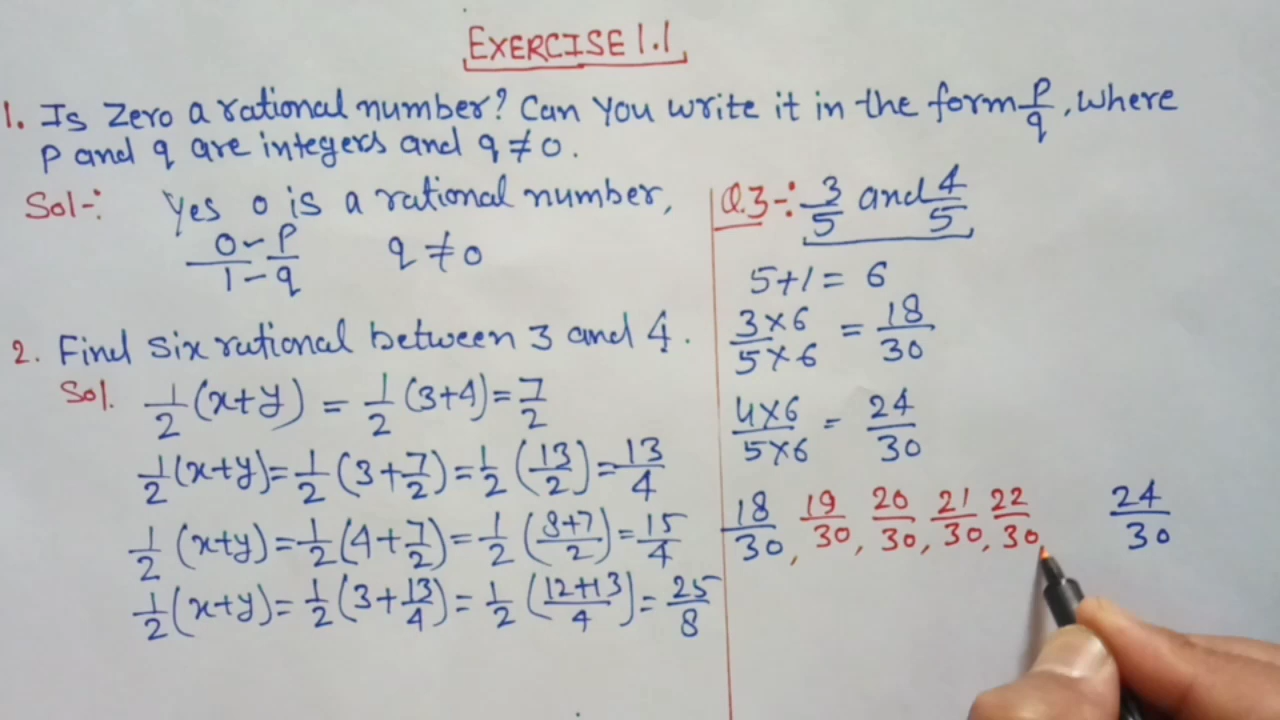 EXERCISE 1.1
1. Is Zero a rational number? Can you write it in the form p/q, where
p and q are integers and q ≠ 0.
Sol-: Yes 0 is a rational number,
0 - p / 1 - q q ≠ 0
2. Find six rational between 3 and 4.
Sol. 1/2 (x+y) = 1/2 (3+4) = 7/2
1/2 (x+y) = 1/2 (3+7/2) = 1/2 (13/2) = 13/4
1/2 (x+y) = 1/2 (4+7/2) = 1/2 (8+7/2) = 15/4
1/2 (x+y) = 1/2 (3+13/4) = 1/2 (12+13/4) = 25/8
Q.3-: 3/5 and 4/5
5+1 = 6
3×6/5×6 = 18/30
4×6/5×6 = 24/30
18/30, 19/30, 20/30, 21/30, 22/30, 24/30